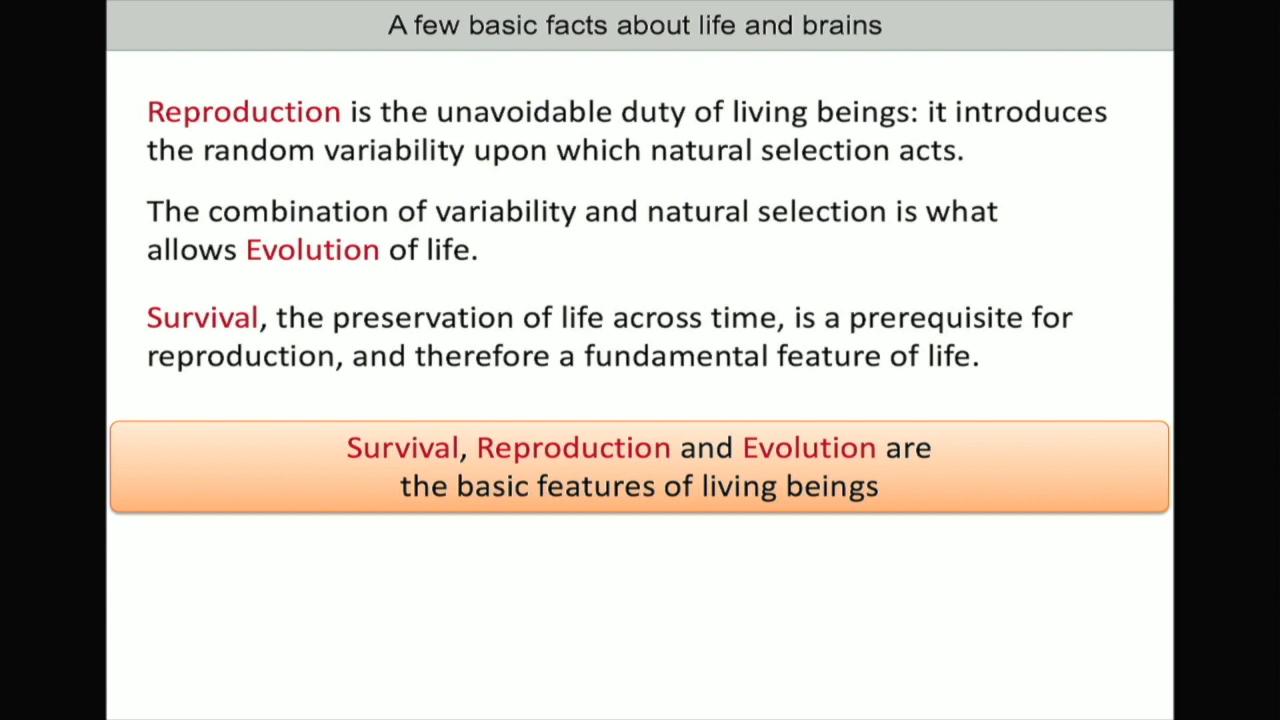 A few basic facts about life and brains
Reproduction is the unavoidable duty of living beings: it introduces
the random variability upon which natural selection acts.
The combination of variability and natural selection is what
allows Evolution of life.
Survival, the preservation of life across time, is a prerequisite for
reproduction, and therefore a fundamental feature of life.
Survival, Reproduction and Evolution are
the basic features of living beings